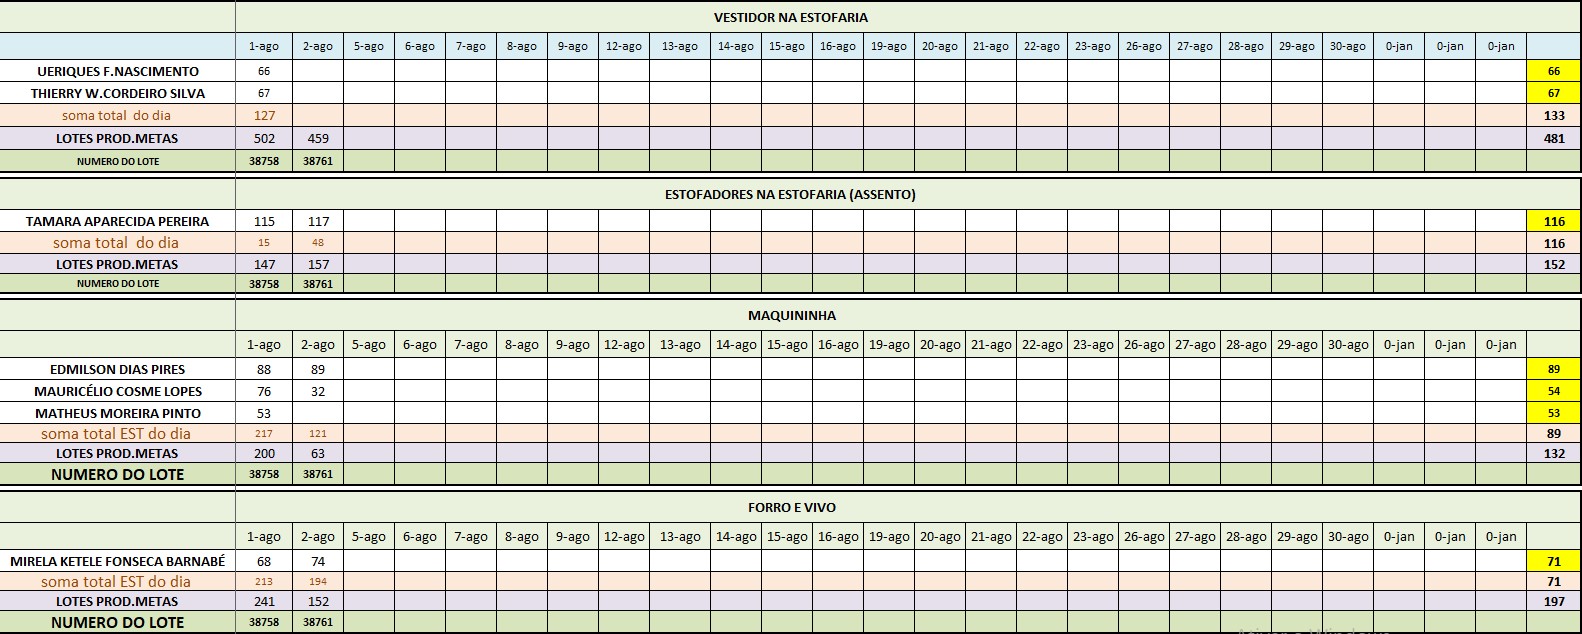 VESTIDOR NA ESTOFARIA
1-ago 2-ago 5-ago 6-ago 7-ago 8-ago 9-ago 12-ago 13-ago 14-ago 15-ago 16-ago 19-ago 20-ago 21-ago 22-ago 23-ago 26-ago 27-ago 28-ago 29-ago 30-ago 0-jan 0-jan 0-jan
UERIQUES F.NASCIMENTO 66 66
THIERRY W.CORDEIRO SILVA 67 67
soma total do dia 127 133
LOTES PROD.METAS 502 459 481
NUMERO DO LOTE 38758 38761
ESTOFADORES NA ESTOFARIA (ASSENTO)
TAMARA APARECIDA PEREIRA 115 117 116
soma total do dia 15 48 116
LOTES PROD.METAS 147 157 152
NUMERO DO LOTE 38758 38761
MAQUININHA
1-ago 2-ago 5-ago 6-ago 7-ago 8-ago 9-ago 12-ago 13-ago 14-ago 15-ago 16-ago 19-ago 20-ago 21-ago 22-ago 23-ago 26-ago 27-ago 28-ago 29-ago 30-ago 0-jan 0-jan 0-jan
EDMILSON DIAS PIRES 88 89 89
MAURICÉLIO COSME LOPES 76 32 54
MATHEUS MOREIRA PINTO 53 53
soma total EST do dia 217 121 89
LOTES PROD.METAS 200 63 132
NUMERO DO LOTE 38758 38761
FORRO E VIVO
1-ago 2-ago 5-ago 6-ago 7-ago 8-ago 9-ago 12-ago 13-ago 14-ago 15-ago 16-ago 19-ago 20-ago 21-ago 22-ago 23-ago 26-ago 27-ago 28-ago 29-ago 30-ago 0-jan 0-jan 0-jan
MIRELA KETELE FONSECA BARNABÉ 68 74 71
soma total EST do dia 213 194 71
LOTES PROD.METAS 241 152 197
NUMERO DO LOTE 38758 38761